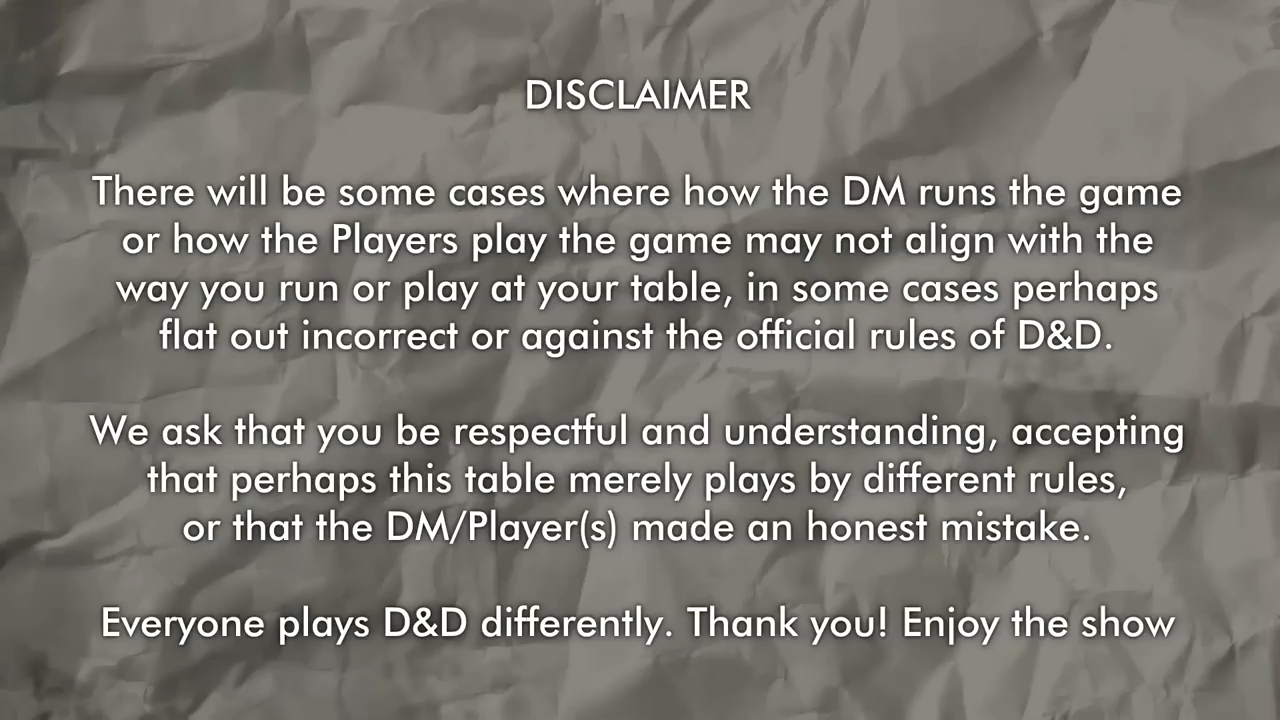 DISCLAIMER
There will be some cases where how the DM runs the game
or how the Players play the game may not align with the
way you run or play at your table, in some cases perhaps
flat out incorrect or against the official rules of D&D.
We ask that you be respectful and understanding, accepting
that perhaps this table merely plays by different rules,
or that the DM/Player(s) made an honest mistake.
Everyone plays D&D differently. Thank you! Enjoy the show